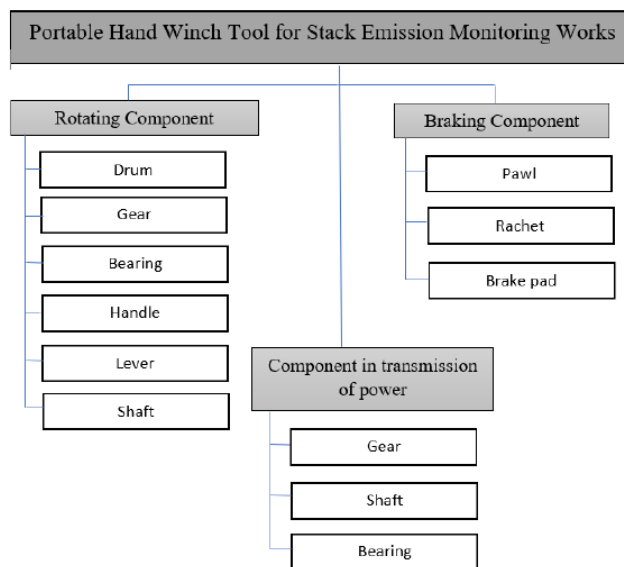 Portable Hand Winch Tool for Stack Emission Monitoring Works
Rotating Component
Drum
Gear
Bearing
Handle
Lever
Shaft
Braking Component
Pawl
Rachet
Brake pad
Component in transmission
of power
Gear
Shaft
Bearing